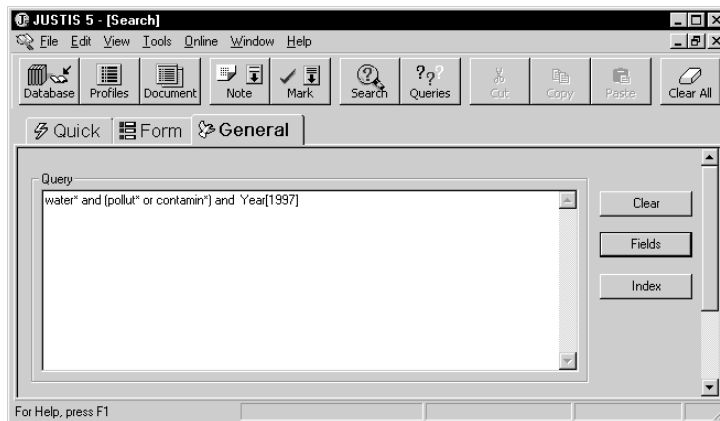 JUSTIS 5 - [Search]
File Edit View Tools Online Window Help
Database Profiles Document Note Mark Search Queries Cut Copy Paste Clear All
Quick Form General
Query
water* and (pollut* or contamin*) and Year[1997]
Clear
Fields
Index
For Help, press F1